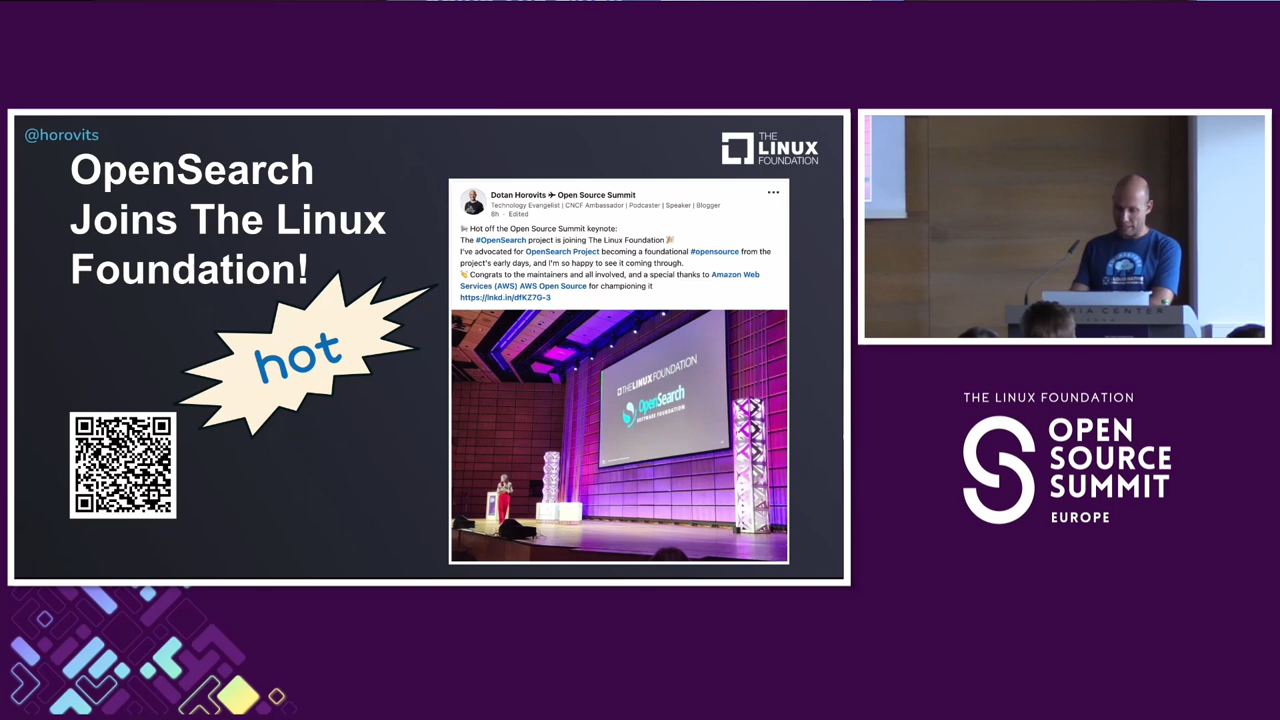 @horovits
OpenSearch
Joins The Linux
Foundation!
hot
THE
LINUX
FOUNDATION
Dotan Horovits ✈ Open Source Summit
Technology Evangelist | CNCF Ambassador | Podcaster | Speaker | Blogger
8h · Edited
Hot off the Open Source Summit keynote:
The #OpenSearch project is joining The Linux Foundation 🎉
I've advocated for OpenSearch Project becoming a foundational #opensource from the
project's early days, and I'm so happy to see it coming through.
👏 Congrats to the maintainers and all involved, and a special thanks to Amazon Web
Services (AWS) AWS Open Source for championing it
https://lnkd.in/dfKZ7G-3
THE LINUX FOUNDATION
OpenSearch
SOFTWARE FOUNDATION
RIA CENTER
THE LINUX FOUNDATION
OPEN
SOURCE
SUMMIT
EUROPE